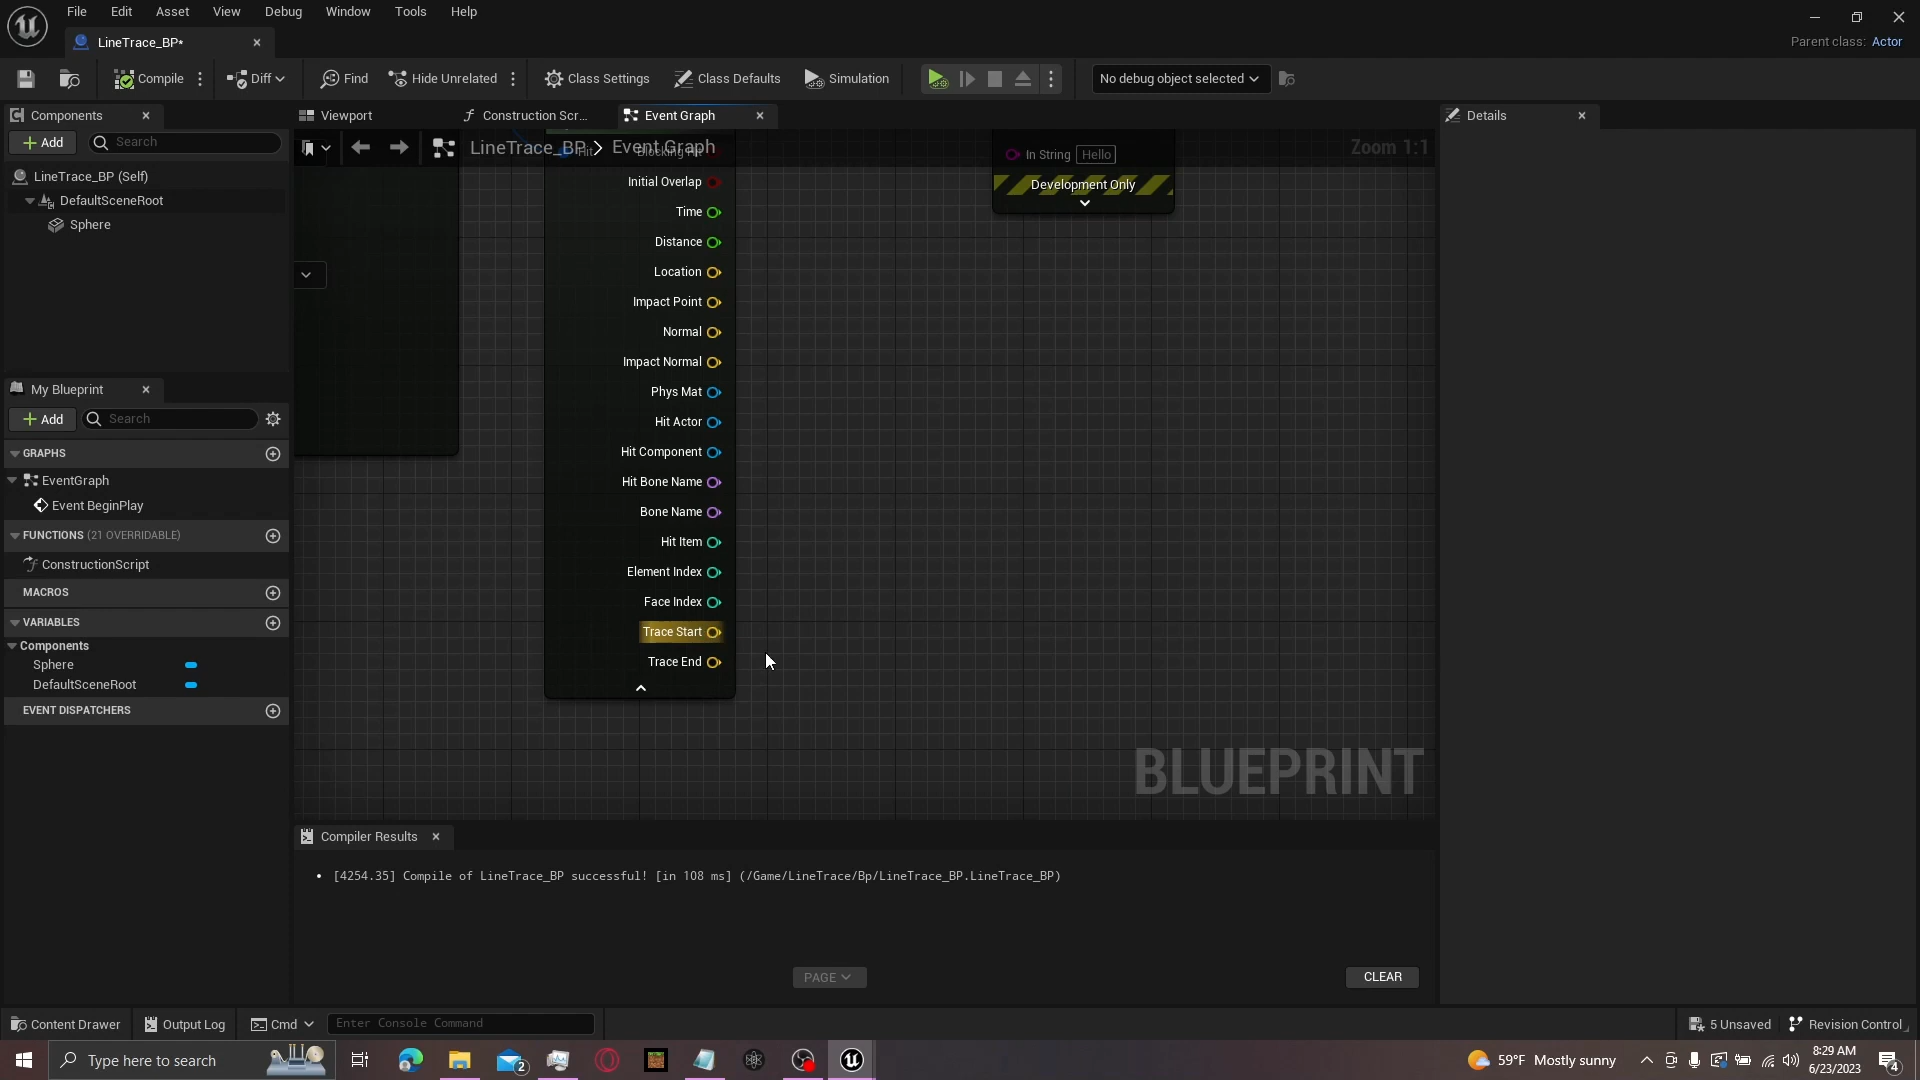 File Edit Asset View Debug Window Tools Help
LineTrace_BP*
Parent class: Actor
Compile Diff Find Hide Unrelated Class Settings Class Defaults Simulation No debug object selected
Components
Viewport Construction Scr... Event Graph
Details
Add Search
LineTrace_BP > Event Graph
Zoom 1:1
Hit Blocking Hit
In String Hello
LineTrace_BP (Self)
DefaultSceneRoot
Sphere
Development Only
Initial Overlap
Time
Distance
Location
Impact Point
Normal
Impact Normal
Phys Mat
Hit Actor
Hit Component
Hit Bone Name
Bone Name
Hit Item
Element Index
Face Index
Trace Start
Trace End
My Blueprint
Add Search
GRAPHS
EventGraph
Event BeginPlay
FUNCTIONS (21 OVERRIDABLE)
ConstructionScript
MACROS
VARIABLES
Components
Sphere
DefaultSceneRoot
EVENT DISPATCHERS
BLUEPRINT
Compiler Results
• [4254.35] Compile of LineTrace_BP successful! [in 108 ms] (/Game/LineTrace/Bp/LineTrace_BP.LineTrace_BP)
PAGE
CLEAR
Content Drawer Output Log Cmd Enter Console Command 5 Unsaved Revision Control
Type here to search
2
59°F Mostly sunny
8:29 AM
6/23/2023
4